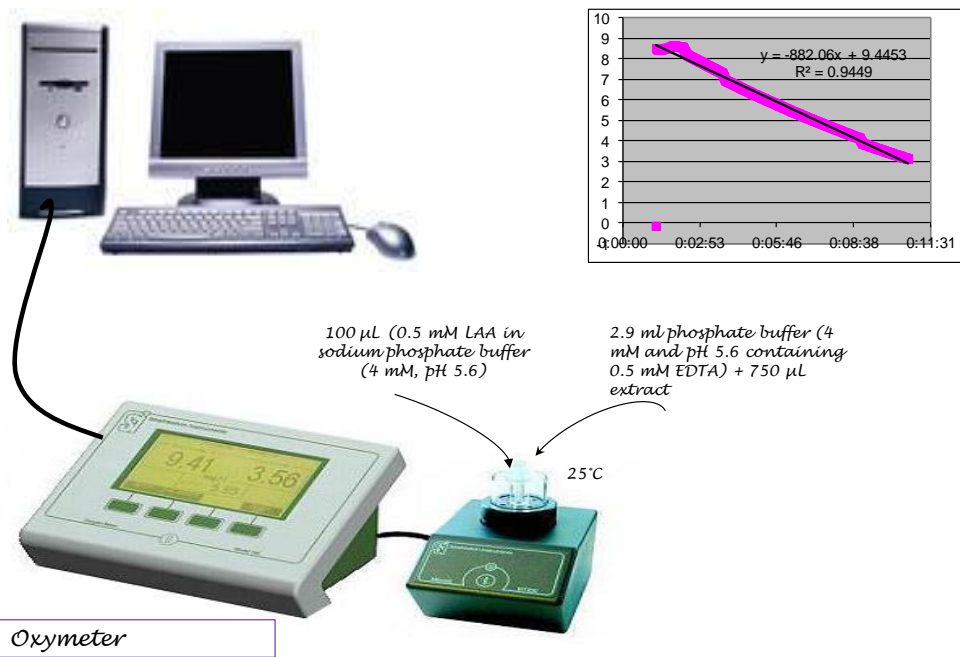 10
9
8
7
6
5
4
3
2
1
0
y = -882.06x + 9.4453
R² = 0.9449
0:00:00
0:02:53
0:05:46
0:08:38
0:11:31
100 µL (0.5 mM LAA in
sodium phosphate buffer
(4 mM, pH 5.6)
2.9 ml phosphate buffer (4
mM and pH 5.6 containing
0.5 mM EDTA) + 750 µL
extract
25°C
9.41
3.56
Oxymeter